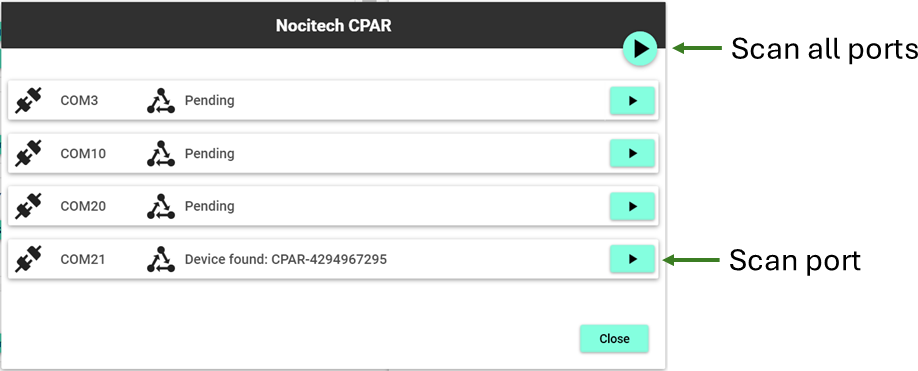 Nocitech CPAR
Scan all ports
COM3 Pending
COM10 Pending
COM20 Pending
COM21 Device found: CPAR-4294967295
Scan port
Close